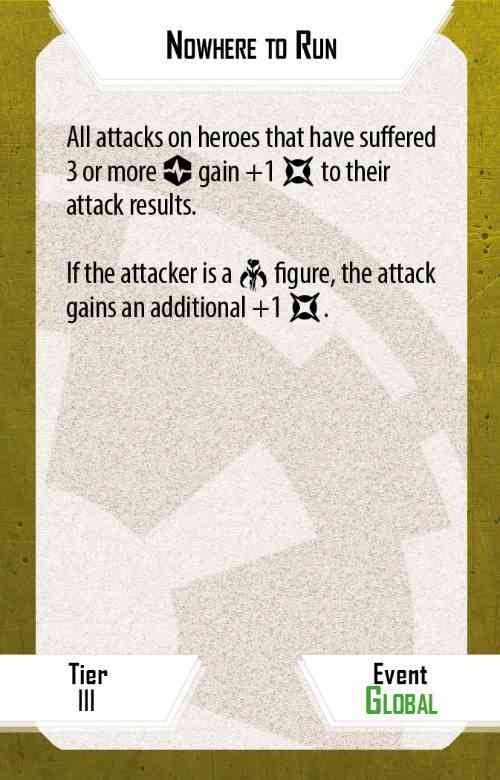 Nowhere to Run
All attacks on heroes that have suffered
3 or more gain +1 to their
attack results.
If the attacker is a figure, the attack
gains an additional +1 .
Tier
III
Event
Global